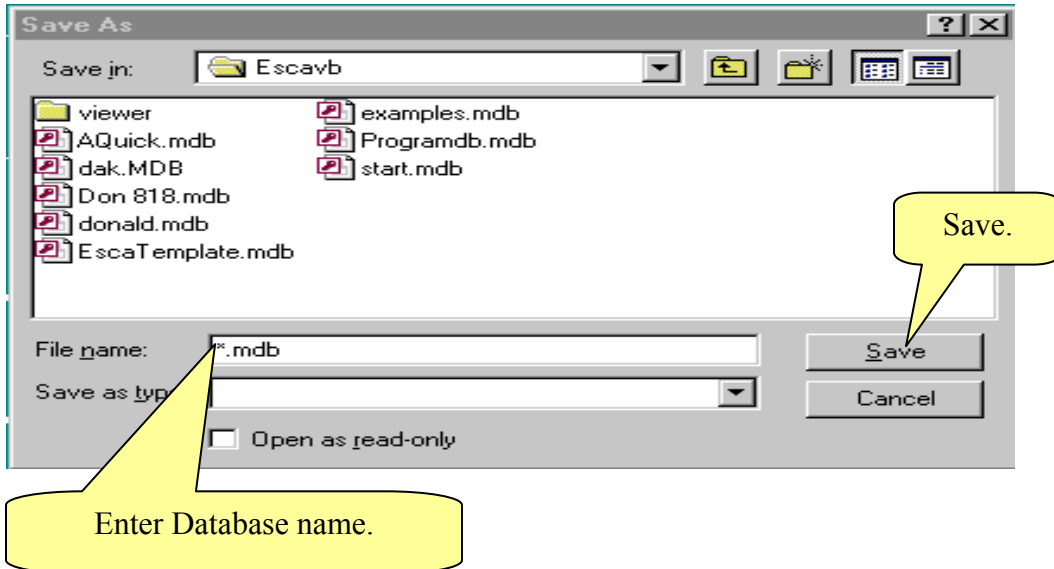 Save As
Save in: Escavb
viewer examples.mdb
AQuick.mdb Programdb.mdb
dak.MDB start.mdb
Don 818.mdb
donald.mdb
EscaTemplate.mdb
Save.
File name: *.mdb Save
Save as typ Cancel
Open as read-only
Enter Database name.